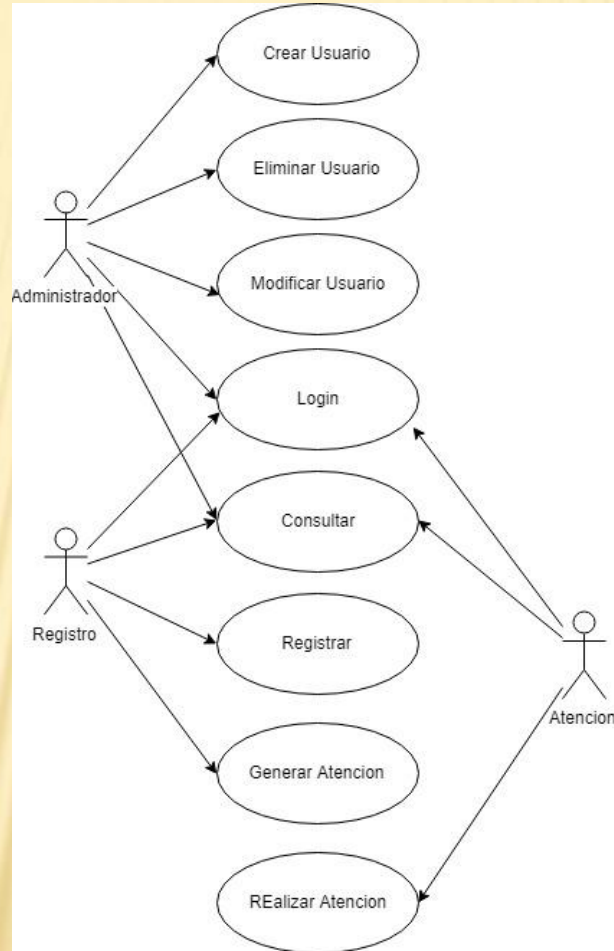 Crear Usuario
Eliminar Usuario
Modificar Usuario
Administrador
Login
Consultar
Registro
Registrar
Atencion
Generar Atencion
REalizar Atencion